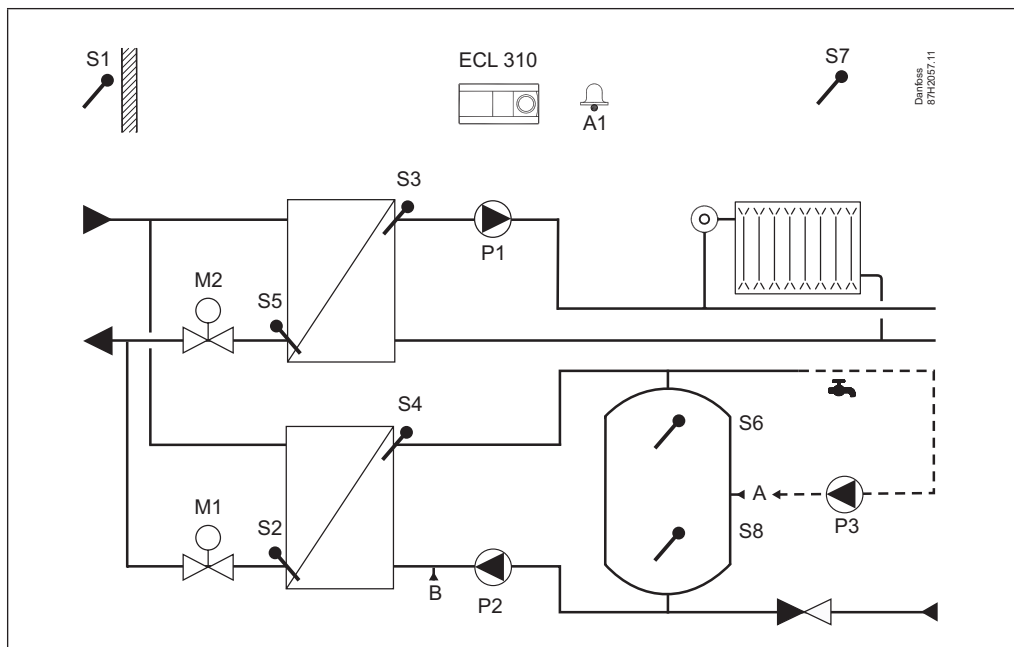 S1
ECL 310
S7
Danfoss
87H2057.11
A1
S3
P1
M2
S5
S4
S6
A
P3
M1
S2
S8
B
P2